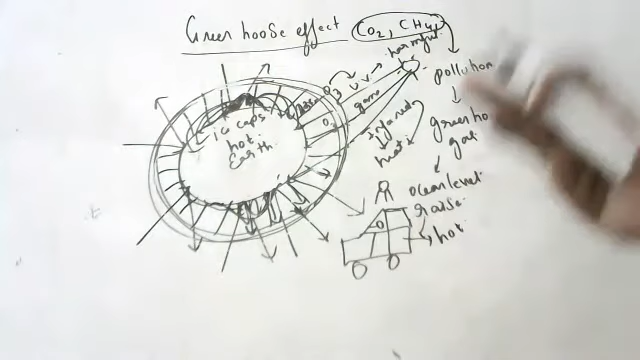 Green hoose effect (CO2, CH4)
harmful
O3 UV
pollution
gama
O2
ice caps
hot
Earth
infrared
heat
green ho
gas
ocean level
raise
hot